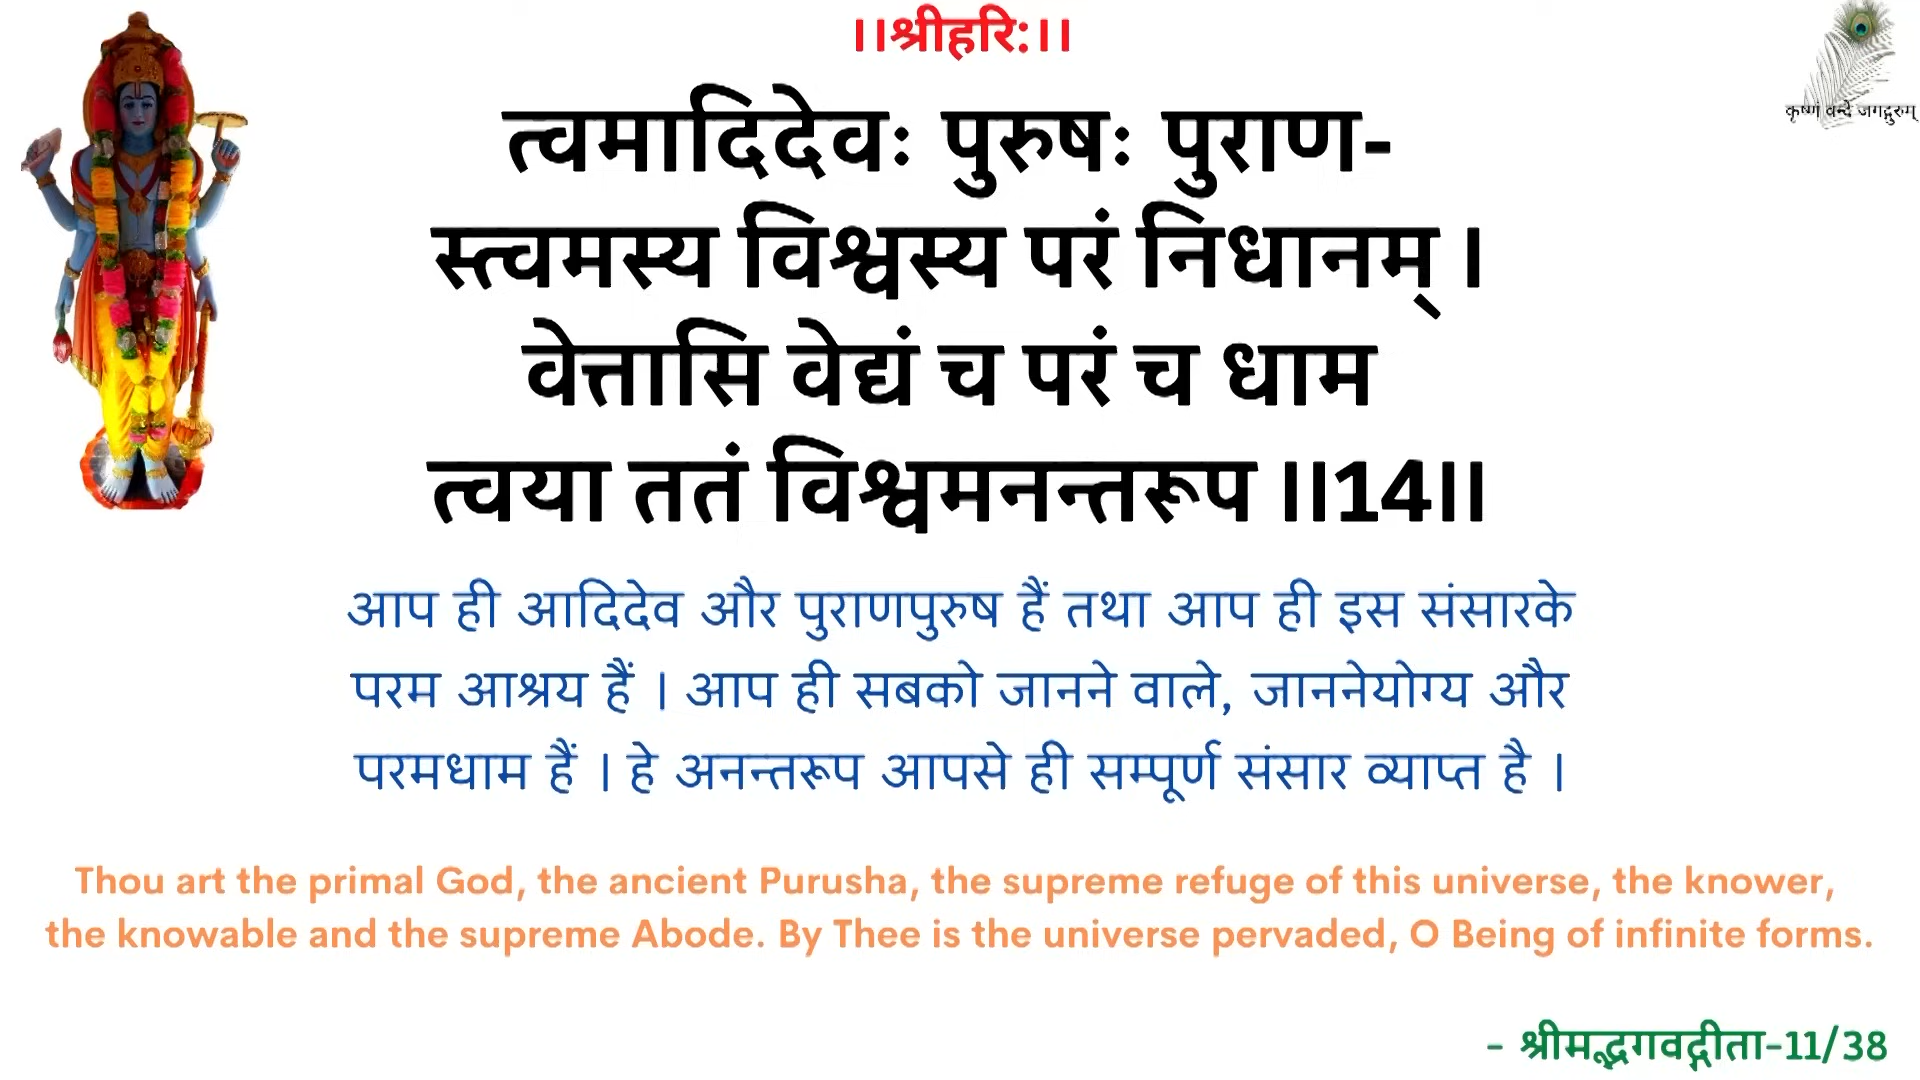 ।।श्रीहरि:।।
कृष्णं वन्दे जगद्गुरुम्
त्वमादिदेवः पुरुषः पुराण-
स्त्वमस्य विश्वस्य परं निधानम् ।
वेत्तासि वेद्यं च परं च धाम
त्वया ततं विश्वमनन्तरूप ।।14।।
आप ही आदिदेव और पुराणपुरुष हैं तथा आप ही इस संसारके
परम आश्रय हैं । आप ही सबको जानने वाले, जाननेयोग्य और
परमधाम हैं । हे अनन्तरूप आपसे ही सम्पूर्ण संसार व्याप्त है ।
Thou art the primal God, the ancient Purusha, the supreme refuge of this universe, the knower,
the knowable and the supreme Abode. By Thee is the universe pervaded, O Being of infinite forms.
- श्रीमद्भगवद्गीता-11/38